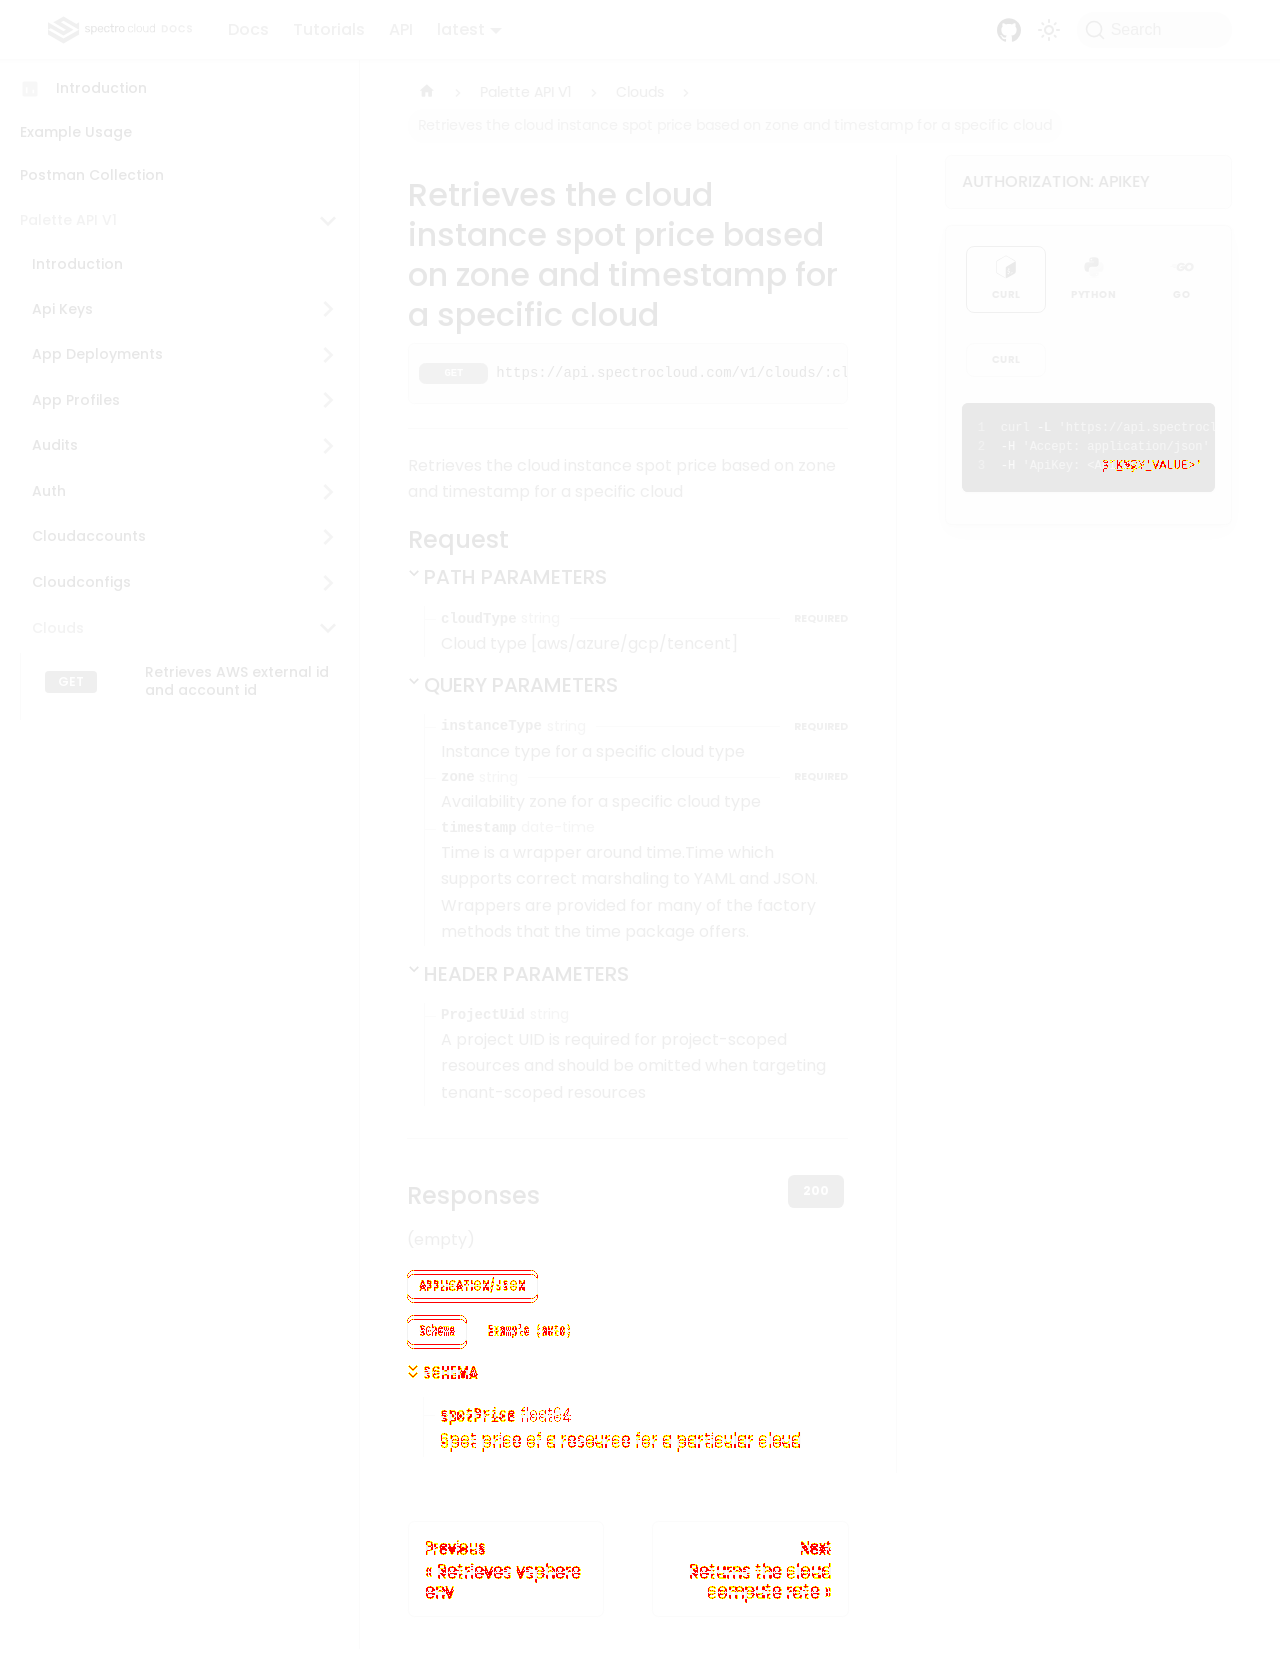 spectro cloud DOCS Docs Tutorials API latest Search
Introduction
Example Usage
Postman Collection
Palette API V1
Introduction
Api Keys
App Deployments
App Profiles
Audits
Auth
Cloudaccounts
Cloudconfigs
Clouds
GET Retrieves AWS external id
and account id
Palette API V1 > Clouds >
Retrieves the cloud instance spot price based on zone and timestamp for a specific cloud
Retrieves the cloud
instance spot price based
on zone and timestamp for
a specific cloud
GET https://api.spectrocloud.com/v1/clouds/:cl
Retrieves the cloud instance spot price based on zone
and timestamp for a specific cloud
Request
PATH PARAMETERS
cloudType string REQUIRED
Cloud type [aws/azure/gcp/tencent]
QUERY PARAMETERS
instanceType string REQUIRED
Instance type for a specific cloud type
zone string REQUIRED
Availability zone for a specific cloud type
timestamp date-time
Time is a wrapper around time.Time which
supports correct marshaling to YAML and JSON.
Wrappers are provided for many of the factory
methods that the time package offers.
HEADER PARAMETERS
ProjectUid string
A project UID is required for project-scoped
resources and should be omitted when targeting
tenant-scoped resources
Responses 200
(empty)
APPLICATION/JSON
Schema Example (auto)
SCHEMA
spotPrice float64
Spot price of a resource for a particular cloud
Previous
« Retrieves vsphere
env
Next
Returns the cloud
compute rate »
AUTHORIZATION: APIKEY
CURL PYTHON GO
CURL
1 curl -L 'https://api.spectrocl
2 -H 'Accept: application/json'
3 -H 'ApiKey: